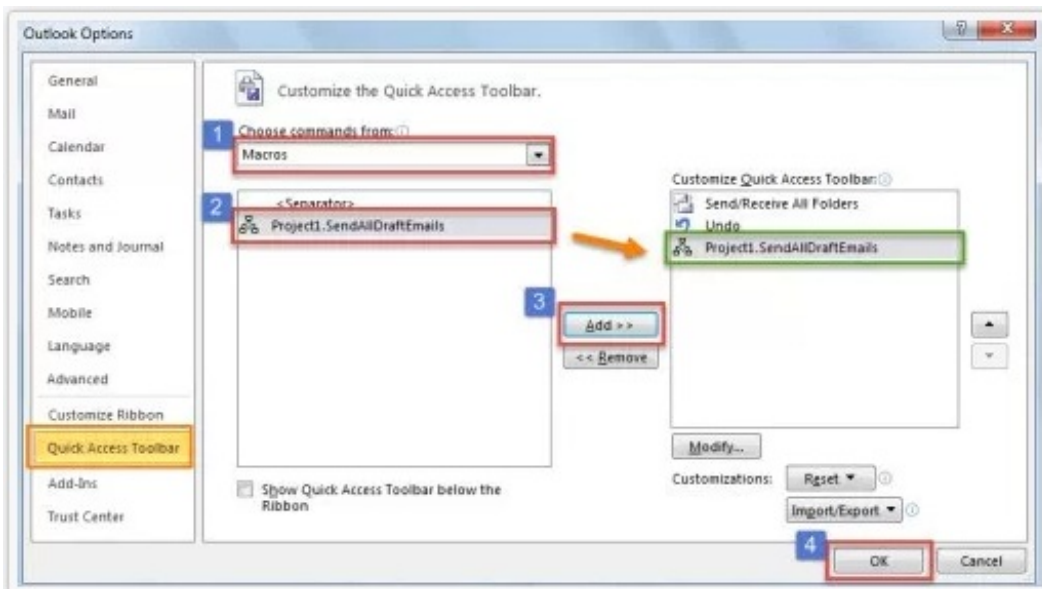 Outlook Options
General
Mail
Calendar
Contacts
Tasks
Notes and Journal
Search
Mobile
Language
Advanced
Customize Ribbon
Quick Access Toolbar
Add-Ins
Trust Center
Customize the Quick Access Toolbar.
1
Choose commands from:
Macros
2
<Separator>
Project1.SendAllDraftEmails
Show Quick Access Toolbar below the
Ribbon
3
Add >>
<< Remove
Customize Quick Access Toolbar:
Send/Receive All Folders
Undo
Project1.SendAllDraftEmails
Modify...
Customizations:
Reset
Import/Export
4
OK
Cancel